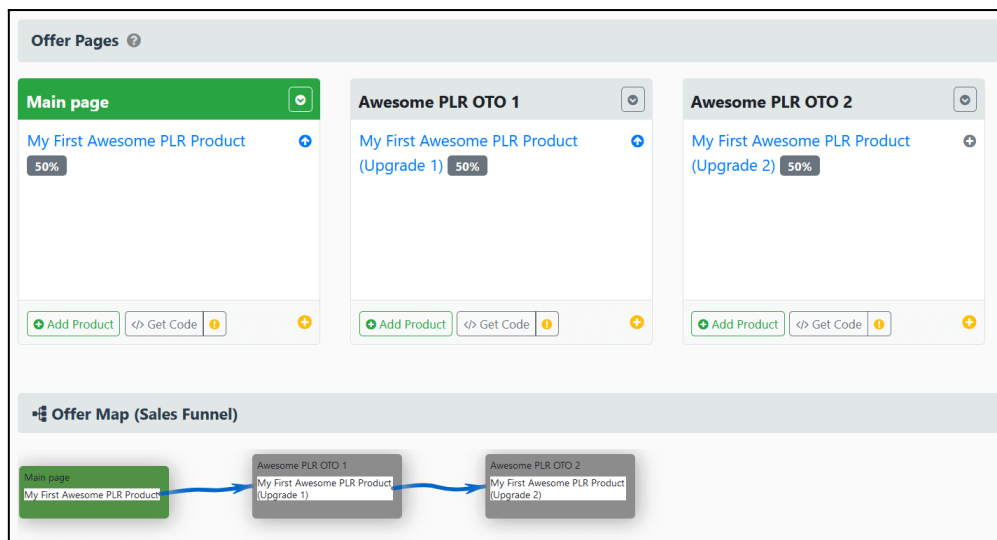 Offer Pages
Main page
My First Awesome PLR Product
50%
Add Product
</> Get Code
Awesome PLR OTO 1
My First Awesome PLR Product
(Upgrade 1) 50%
Add Product
</> Get Code
Awesome PLR OTO 2
My First Awesome PLR Product
(Upgrade 2) 50%
Add Product
</> Get Code
Offer Map (Sales Funnel)
Main page
My First Awesome PLR Product
Awesome PLR OTO 1
My First Awesome PLR Product
(Upgrade 1)
Awesome PLR OTO 2
My First Awesome PLR Product
(Upgrade 2)